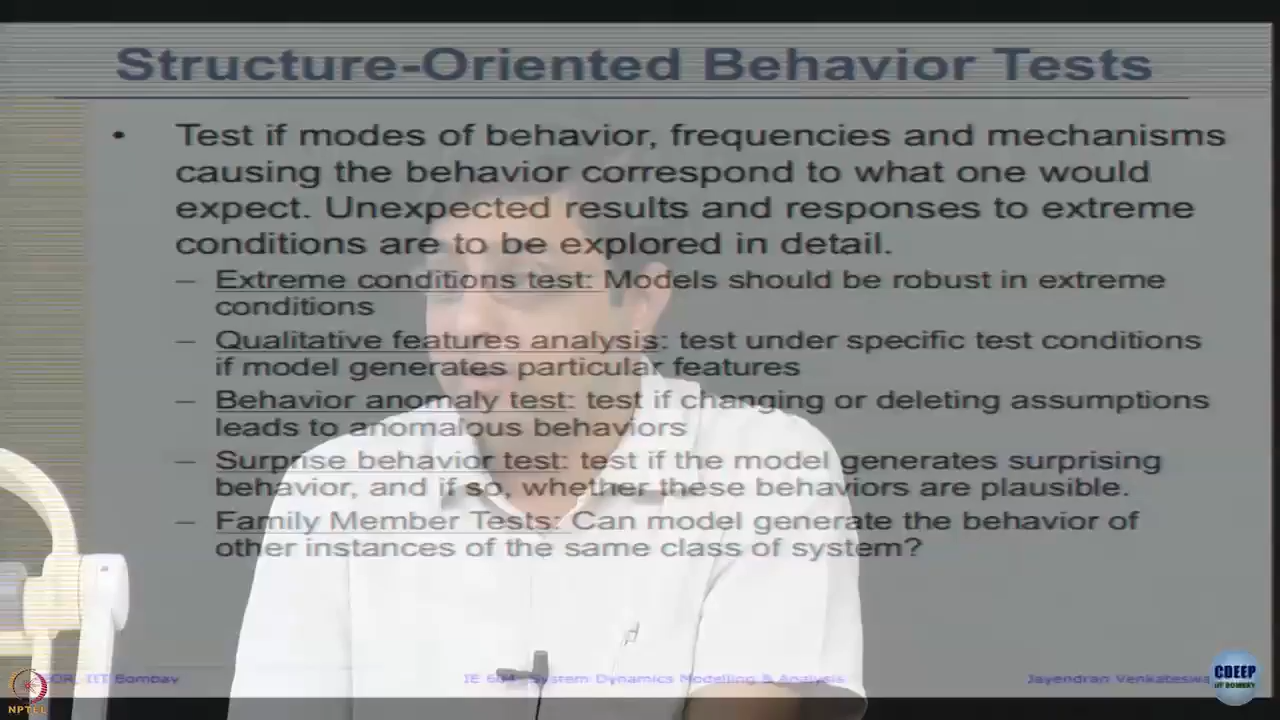 Structure-Oriented Behavior Tests
• Test if modes of behavior, frequencies and mechanisms
causing the behavior correspond to what one would
expect. Unexpected results and responses to extreme
conditions are to be explored in detail.
– Extreme conditions test: Models should be robust in extreme
conditions
– Qualitative features analysis: test under specific test conditions
if model generates particular features
– Behavior anomaly test: test if changing or deleting assumptions
leads to anomalous behaviors
– Surprise behavior test: test if the model generates surprising
behavior, and if so, whether these behaviors are plausible.
– Family Member Tests: Can model generate the behavior of
other instances of the same class of system?
IIT Bombay
IE 604, System Dynamics Modelling & Analysis
Jayendran
NPTEL
CDEEP
IIT BOMBAY